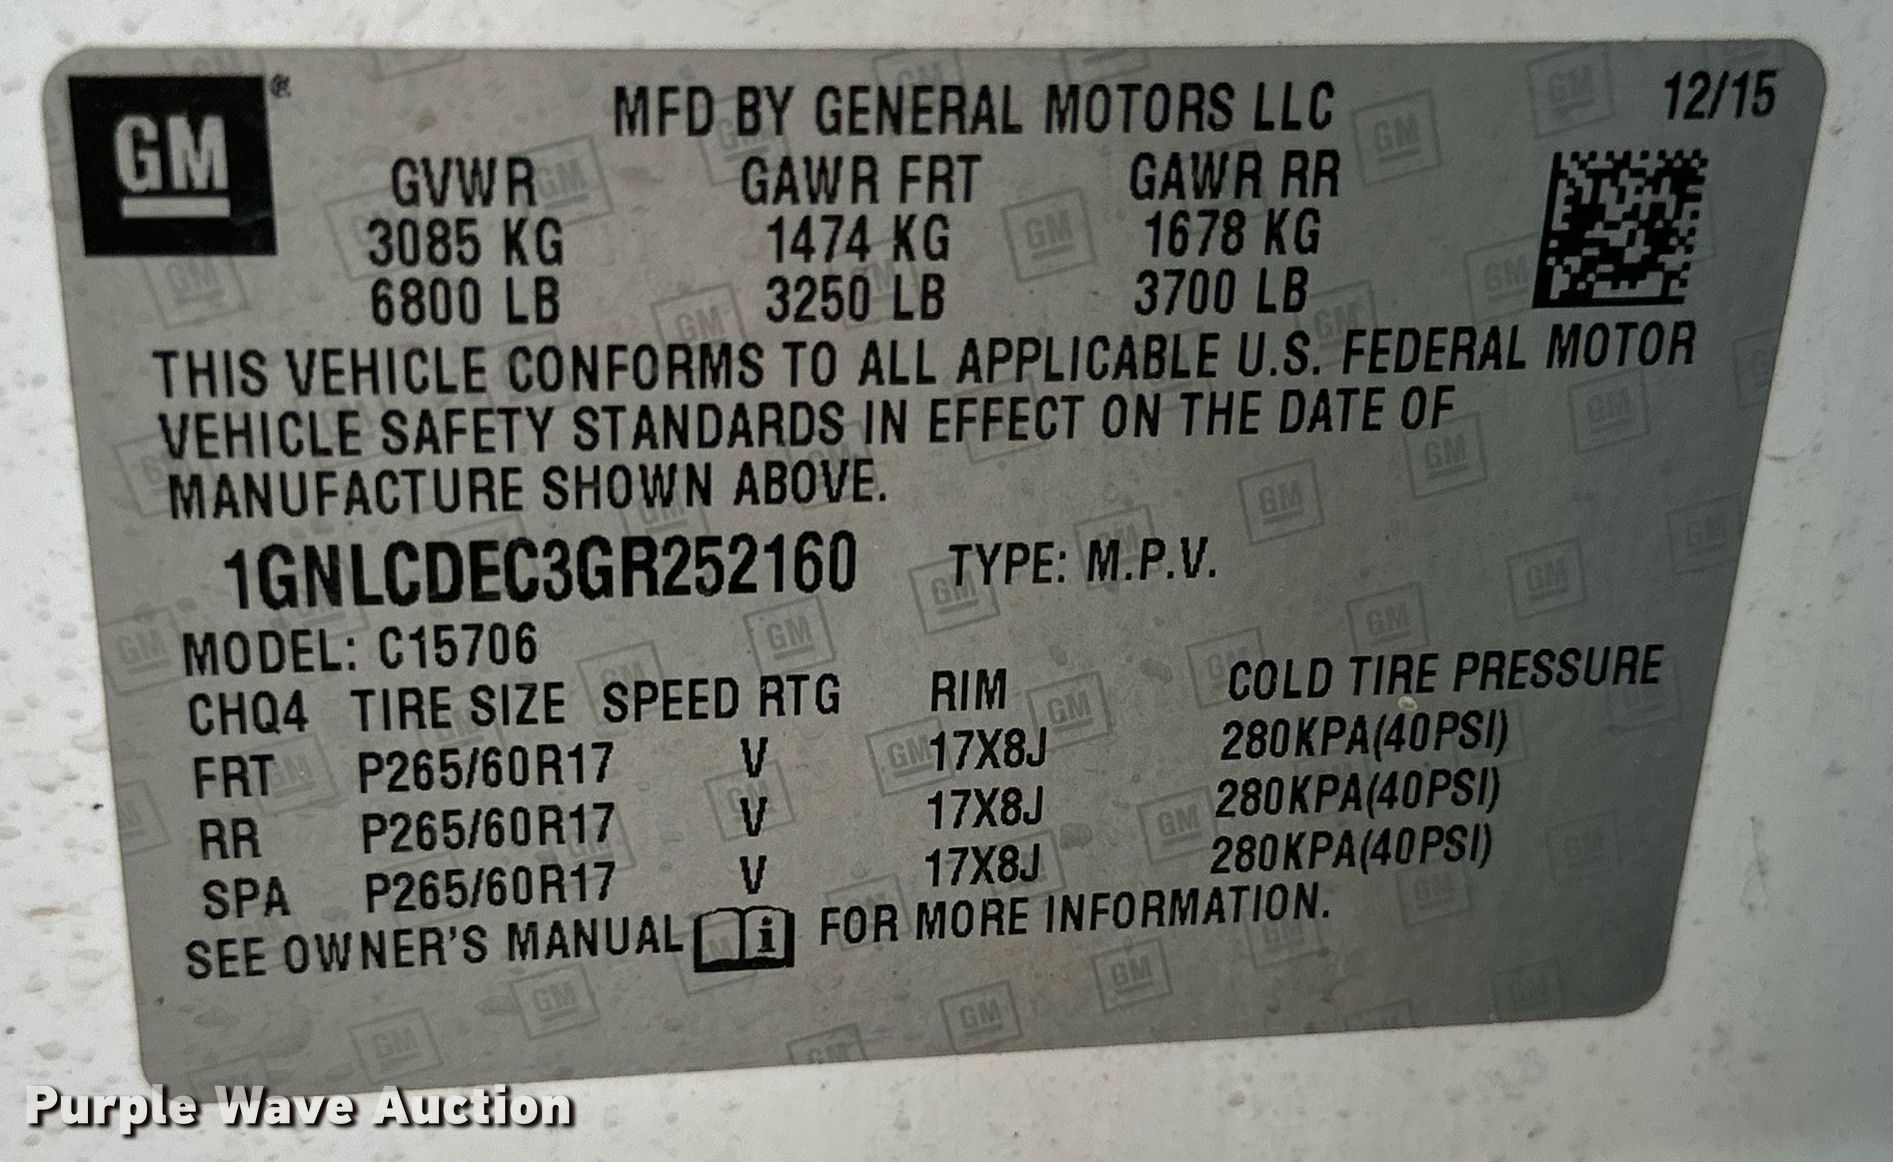 GM®
MFD BY GENERAL MOTORS LLC 12/15
GVWR GAWR FRT GAWR RR
3085 KG 1474 KG 1678 KG
6800 LB 3250 LB 3700 LB
THIS VEHICLE CONFORMS TO ALL APPLICABLE U.S. FEDERAL MOTOR
VEHICLE SAFETY STANDARDS IN EFFECT ON THE DATE OF
MANUFACTURE SHOWN ABOVE.
1GNLCDEC3GR252160 TYPE: M.P.V.
MODEL: C15706
CHQ4 TIRE SIZE SPEED RTG RIM COLD TIRE PRESSURE
FRT P265/60R17 V 17X8J 280KPA(40PSI)
RR P265/60R17 V 17X8J 280KPA(40PSI)
SPA P265/60R17 V 17X8J 280KPA(40PSI)
SEE OWNER'S MANUAL i FOR MORE INFORMATION.
Purple Wave Auction